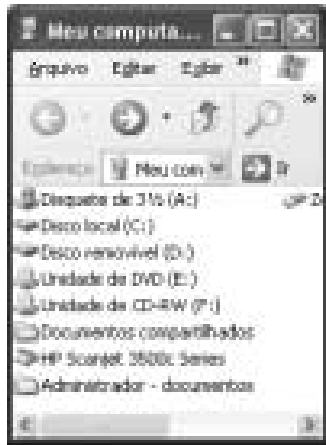 Meu computa...
Arquivo Editar Exibir »
»
Endereço Meu com Ir
Disquete de 3½ (A:)
Disco local (C:)
Disco removível (D:)
Unidade de DVD (E:)
Unidade de CD-RW (F:)
Documentos compartilhados
HP Scanjet 3500c Series
Administrador - documentos